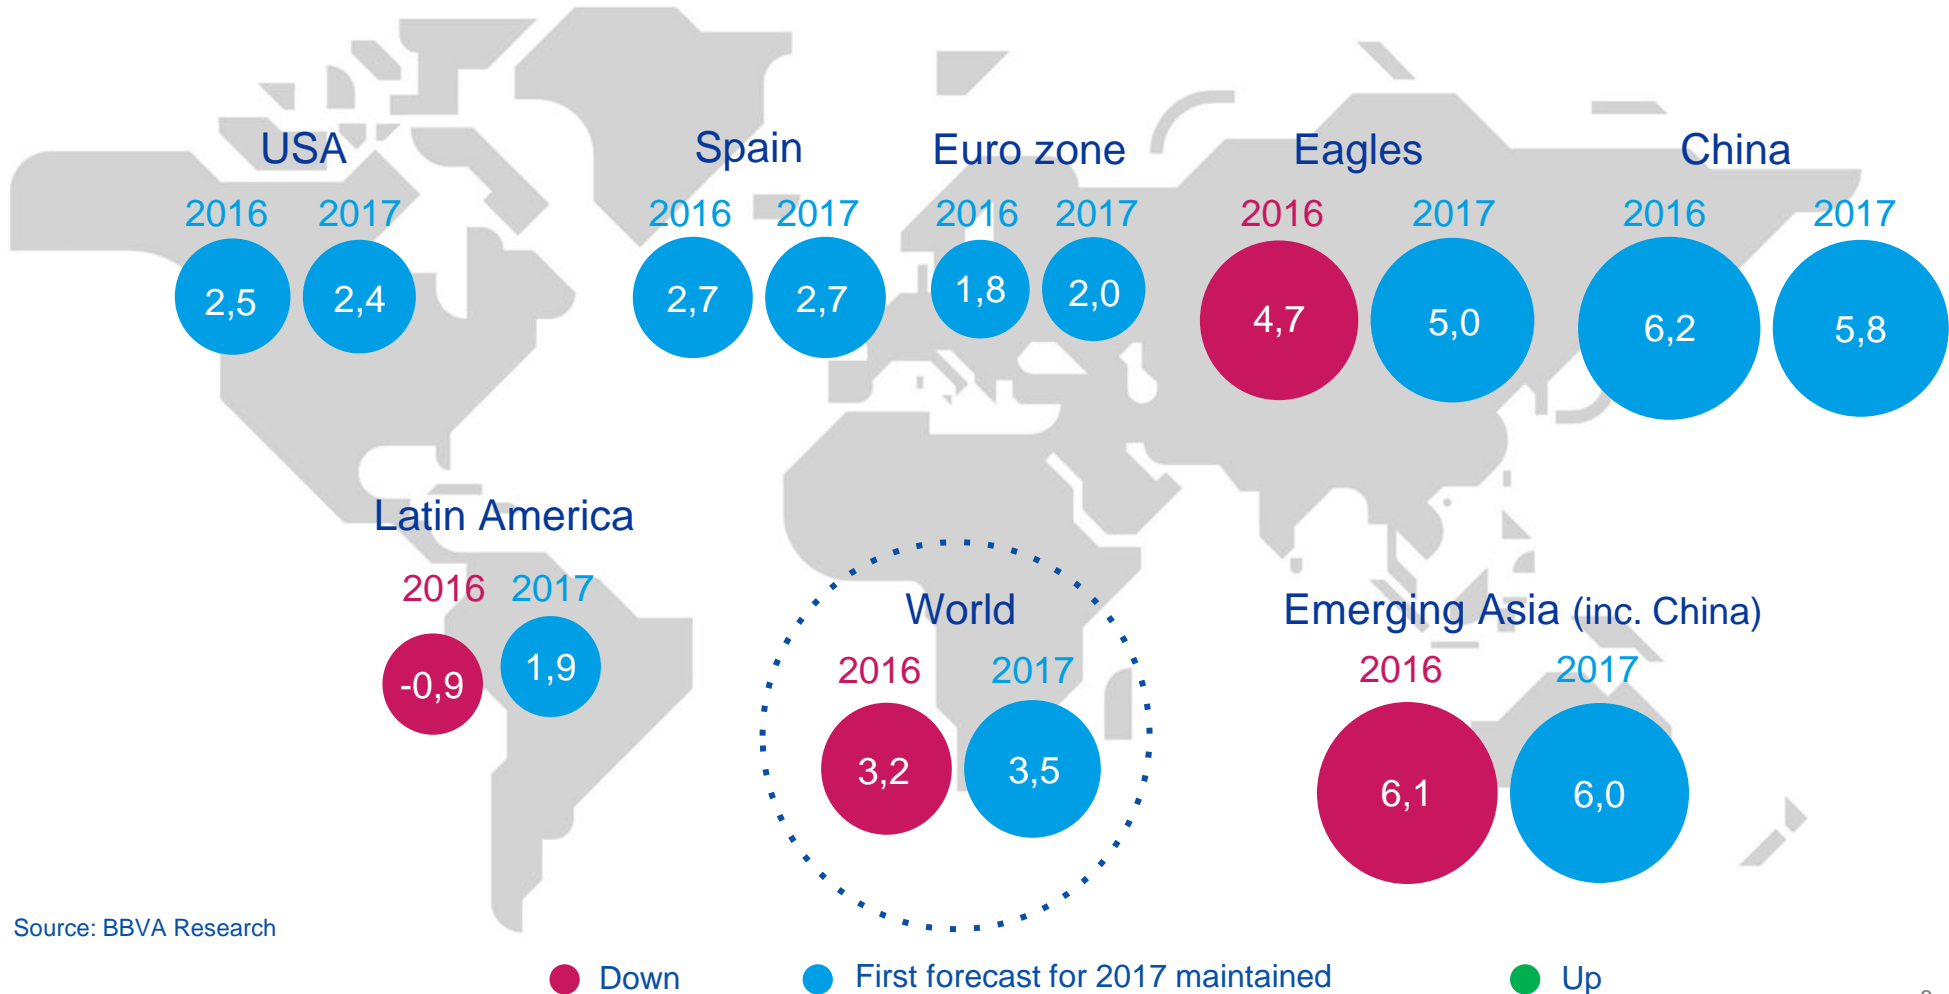 USA
2016 2017
2,5 2,4
Spain
2016 2017
2,7 2,7
Euro zone
2016 2017
1,8 2,0
Eagles
2016 2017
4,7 5,0
China
2016 2017
6,2 5,8
Latin America
2016 2017
-0,9 1,9
World
2016 2017
3,2 3,5
Emerging Asia (inc. China)
2016 2017
6,1 6,0
Source: BBVA Research
Down
First forecast for 2017 maintained
Up